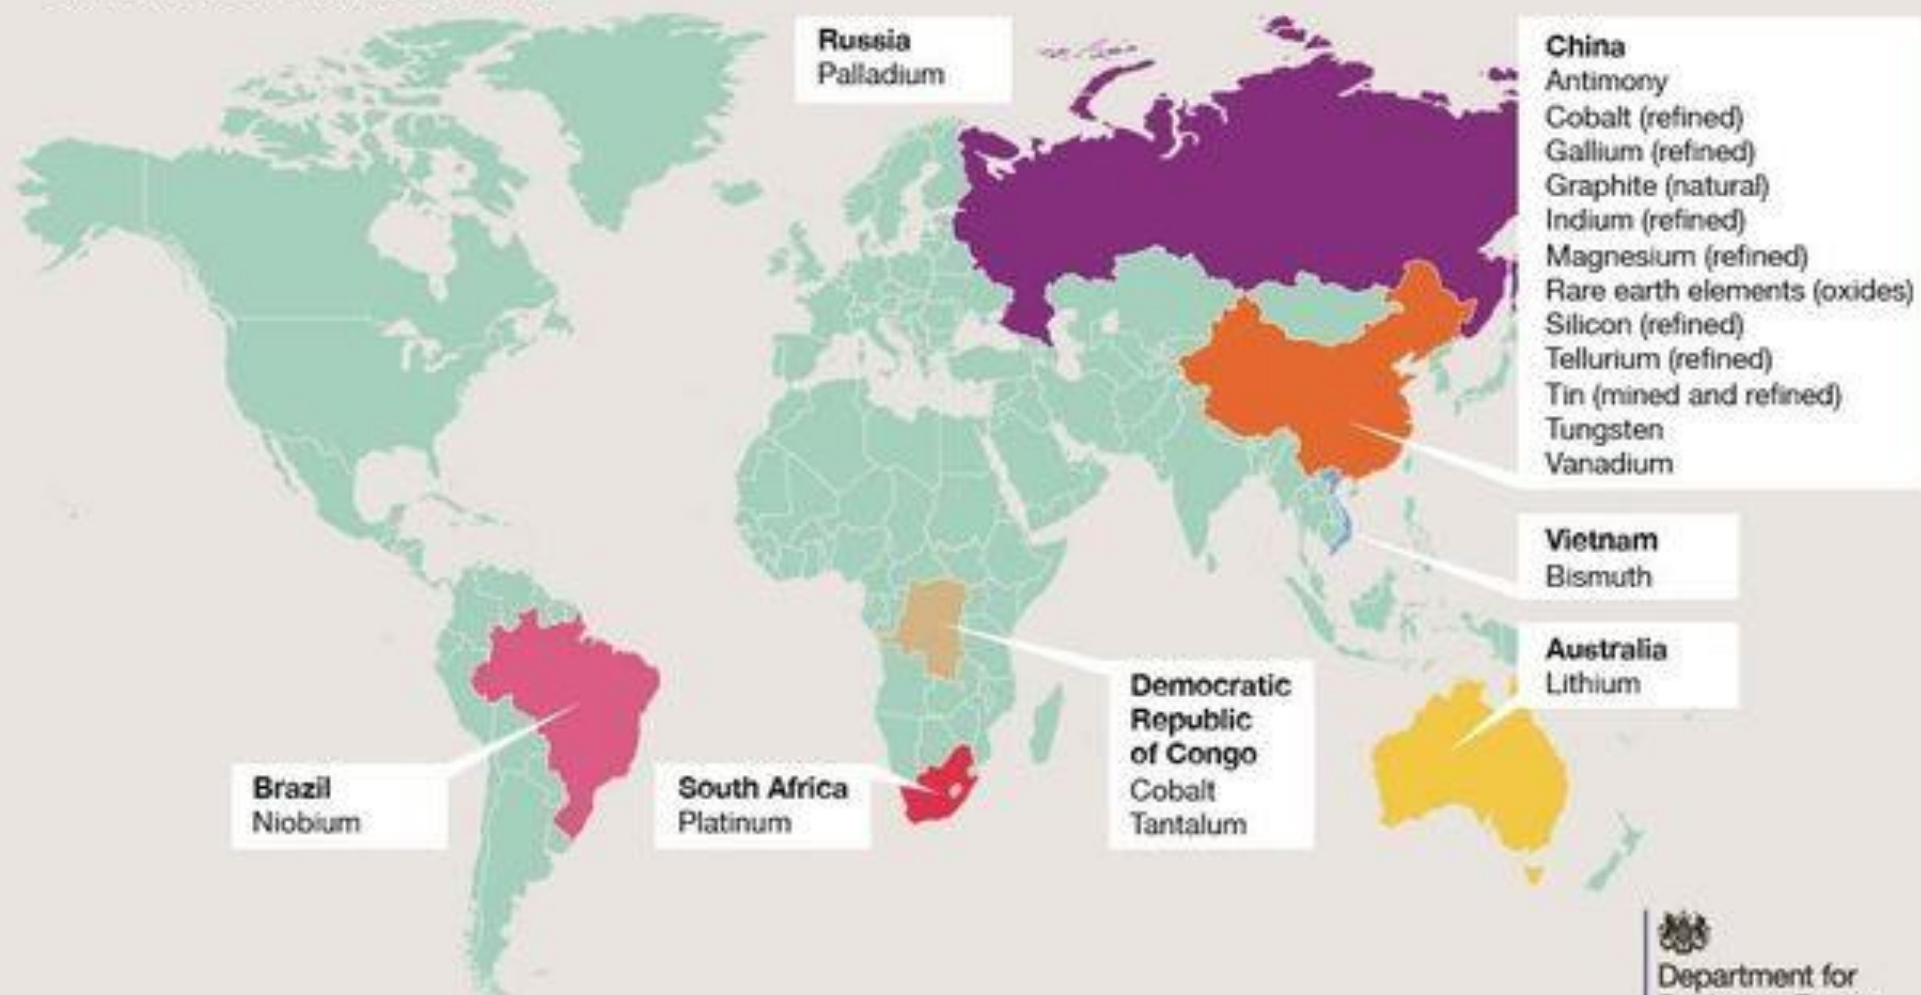 Russia
Palladium
China
Antimony
Cobalt (refined)
Gallium (refined)
Graphite (natural)
Indium (refined)
Magnesium (refined)
Rare earth elements (oxides)
Silicon (refined)
Tellurium (refined)
Tin (mined and refined)
Tungsten
Vanadium
Vietnam
Bismuth
Australia
Lithium
Democratic
Republic
of Congo
Cobalt
Tantalum
South Africa
Platinum
Brazil
Niobium
Department for